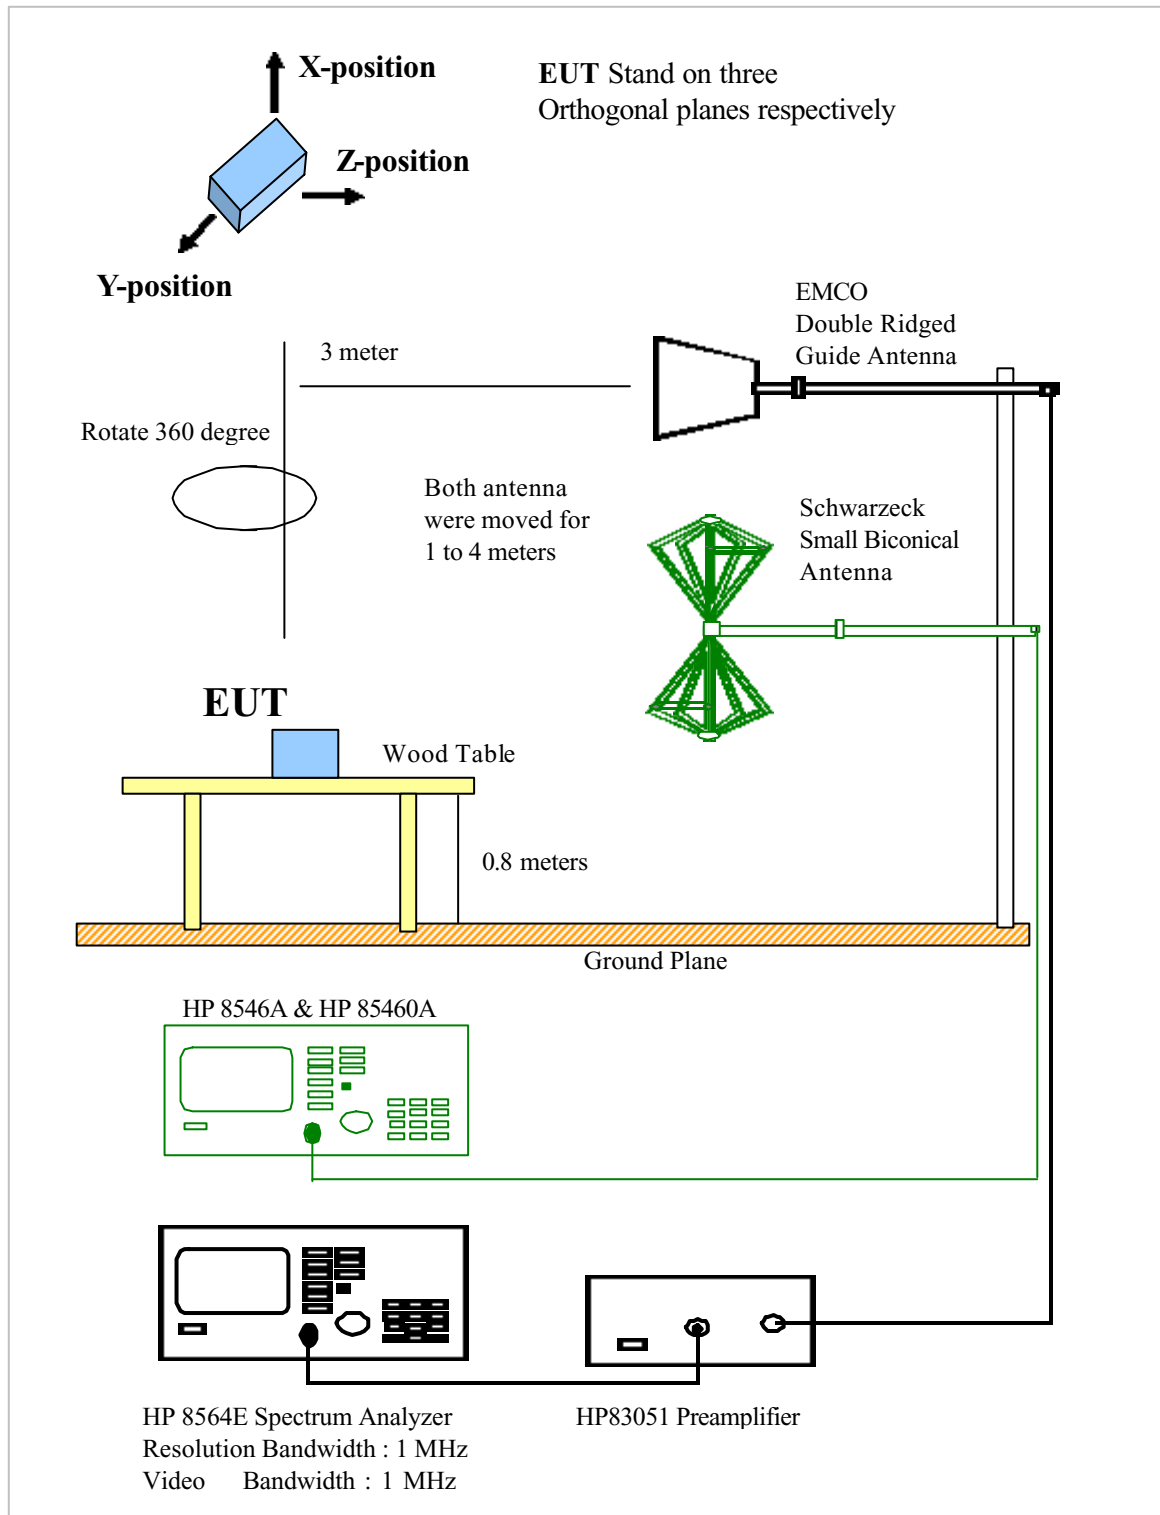 X-position
EUT Stand on three
Orthogonal planes respectively
Z-position
Y-position
EMCO
Double Ridged
Guide Antenna
3 meter
Rotate 360 degree
Both antenna
were moved for
1 to 4 meters
Schwarzeck
Small Biconical
Antenna
EUT
Wood Table
0.8 meters
Ground Plane
HP 8546A & HP 85460A
HP 8564E Spectrum Analyzer
Resolution Bandwidth : 1 MHz
Video Bandwidth : 1 MHz
HP83051 Preamplifier